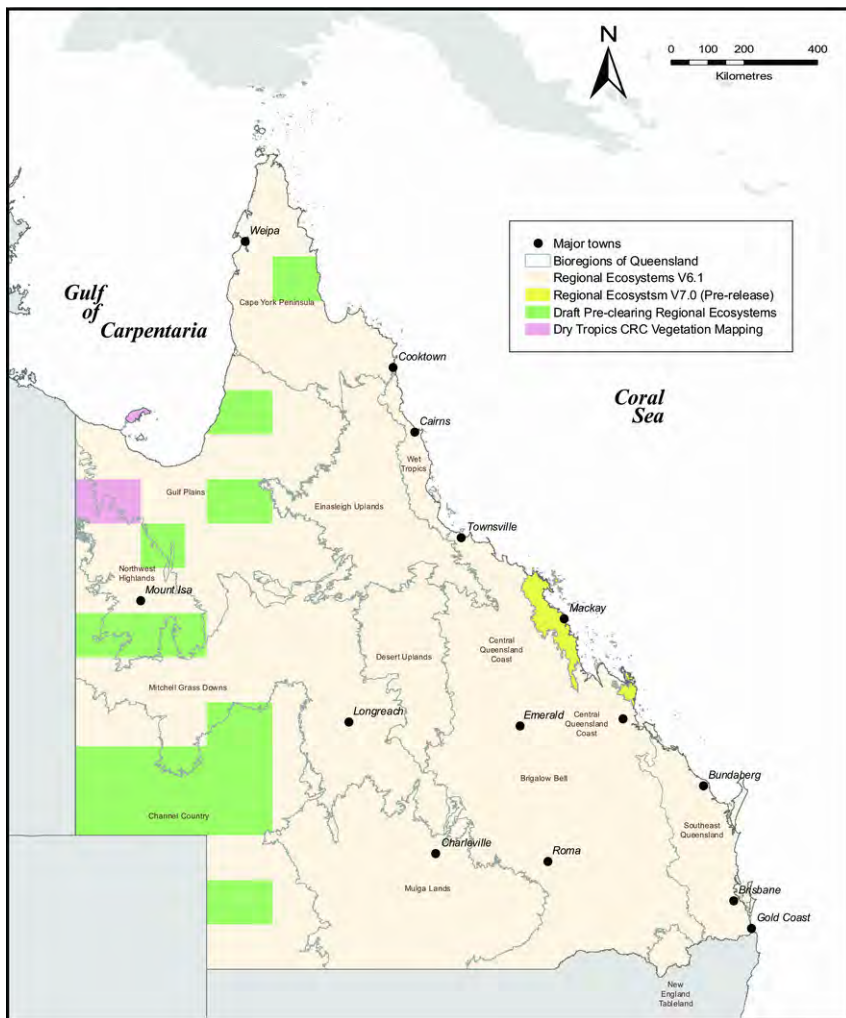 N
0 100 200 400
Kilometres
Weipa
Major towns
Bioregions of Queensland
Regional Ecosystems V6.1
Regional Ecosystsm V7.0 (Pre-release)
Draft Pre-clearing Regional Ecosystems
Dry Tropics CRC Vegetation Mapping
Gulf
of
Carpentaria
Cape York Peninsula
Cooktown
Coral
Sea
Cairns
Wet
Tropics
Gulf Plains
Einasleigh Uplands
Townsville
Northwest
Highlands
Mount Isa
Mackay
Central
Queensland
Coast
Desert Uplands
Mitchell Grass Downs
Longreach
Emerald
Central
Queensland
Coast
Brigalow Bell
Bundaberg
Channel Country
Southeast
Queensland
Charleville
Roma
Mulga Lands
Brisbane
Gold Coast
New
England
Tableland